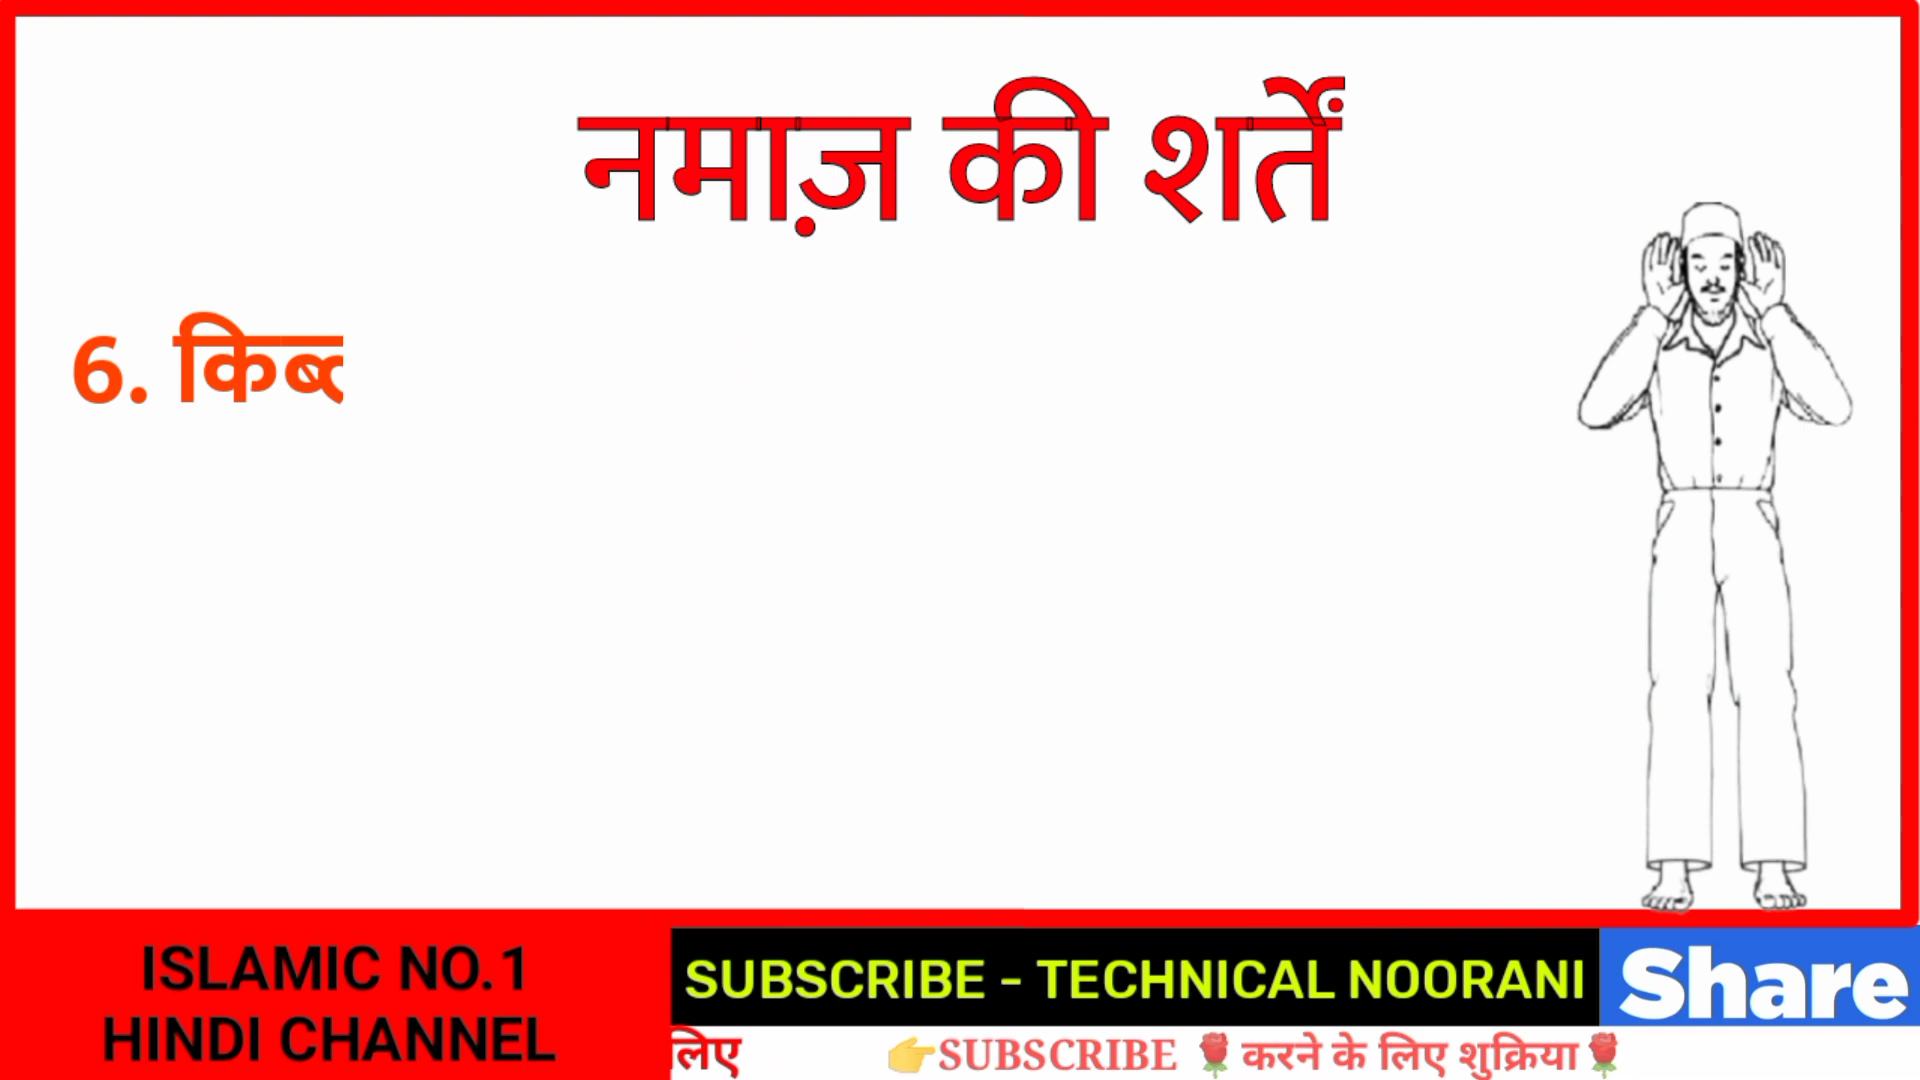 नमाज़ की शर्तें
6.
ISLAMIC NO.1
HINDI CHANNEL
SUBSCRIBE - TECHNICAL NOORANI
Share
लिए 👉SUBSCRIBE 🌹करने के लिए शुक्रिया🌹